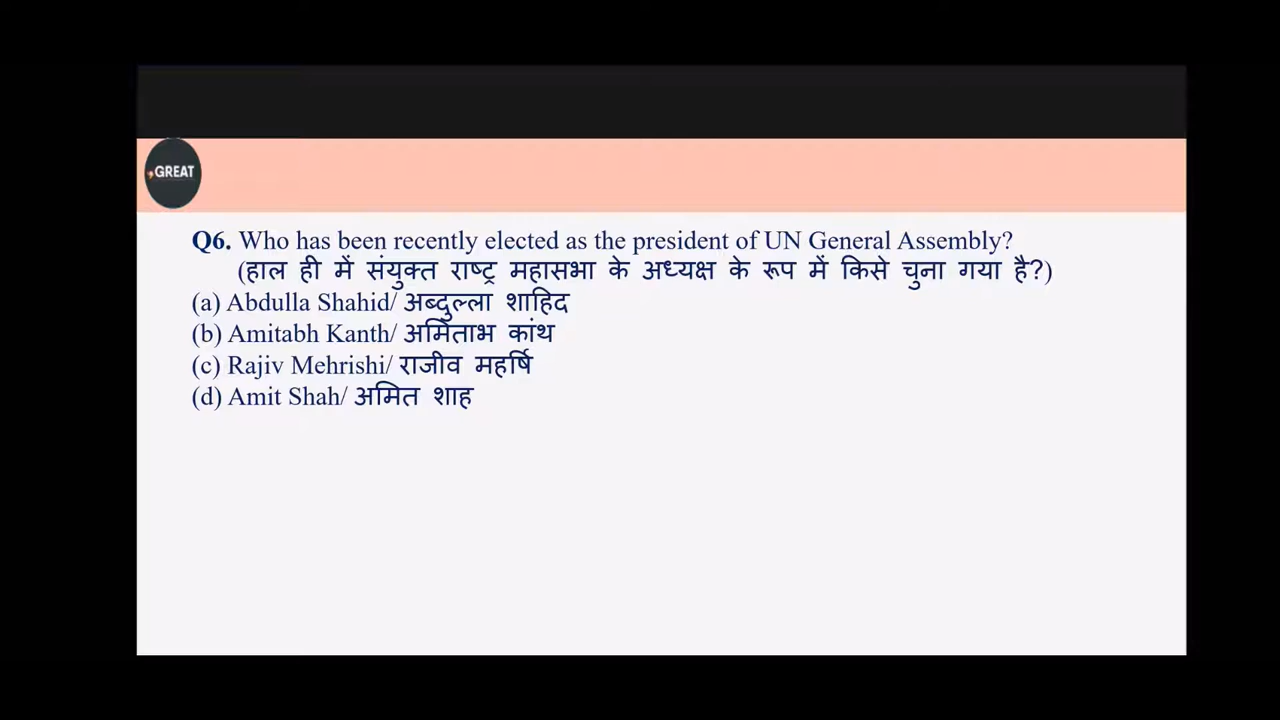 GREAT
Q6. Who has been recently elected as the president of UN General Assembly?
(हाल ही में संयुक्त राष्ट्र महासभा के अध्यक्ष के रूप में किसे चुना गया है?)
(a) Abdulla Shahid/ अब्दुल्ला शाहिद
(b) Amitabh Kanth/ अमिताभ कांथ
(c) Rajiv Mehrishi/ राजीव महर्षि
(d) Amit Shah/ अमित शाह